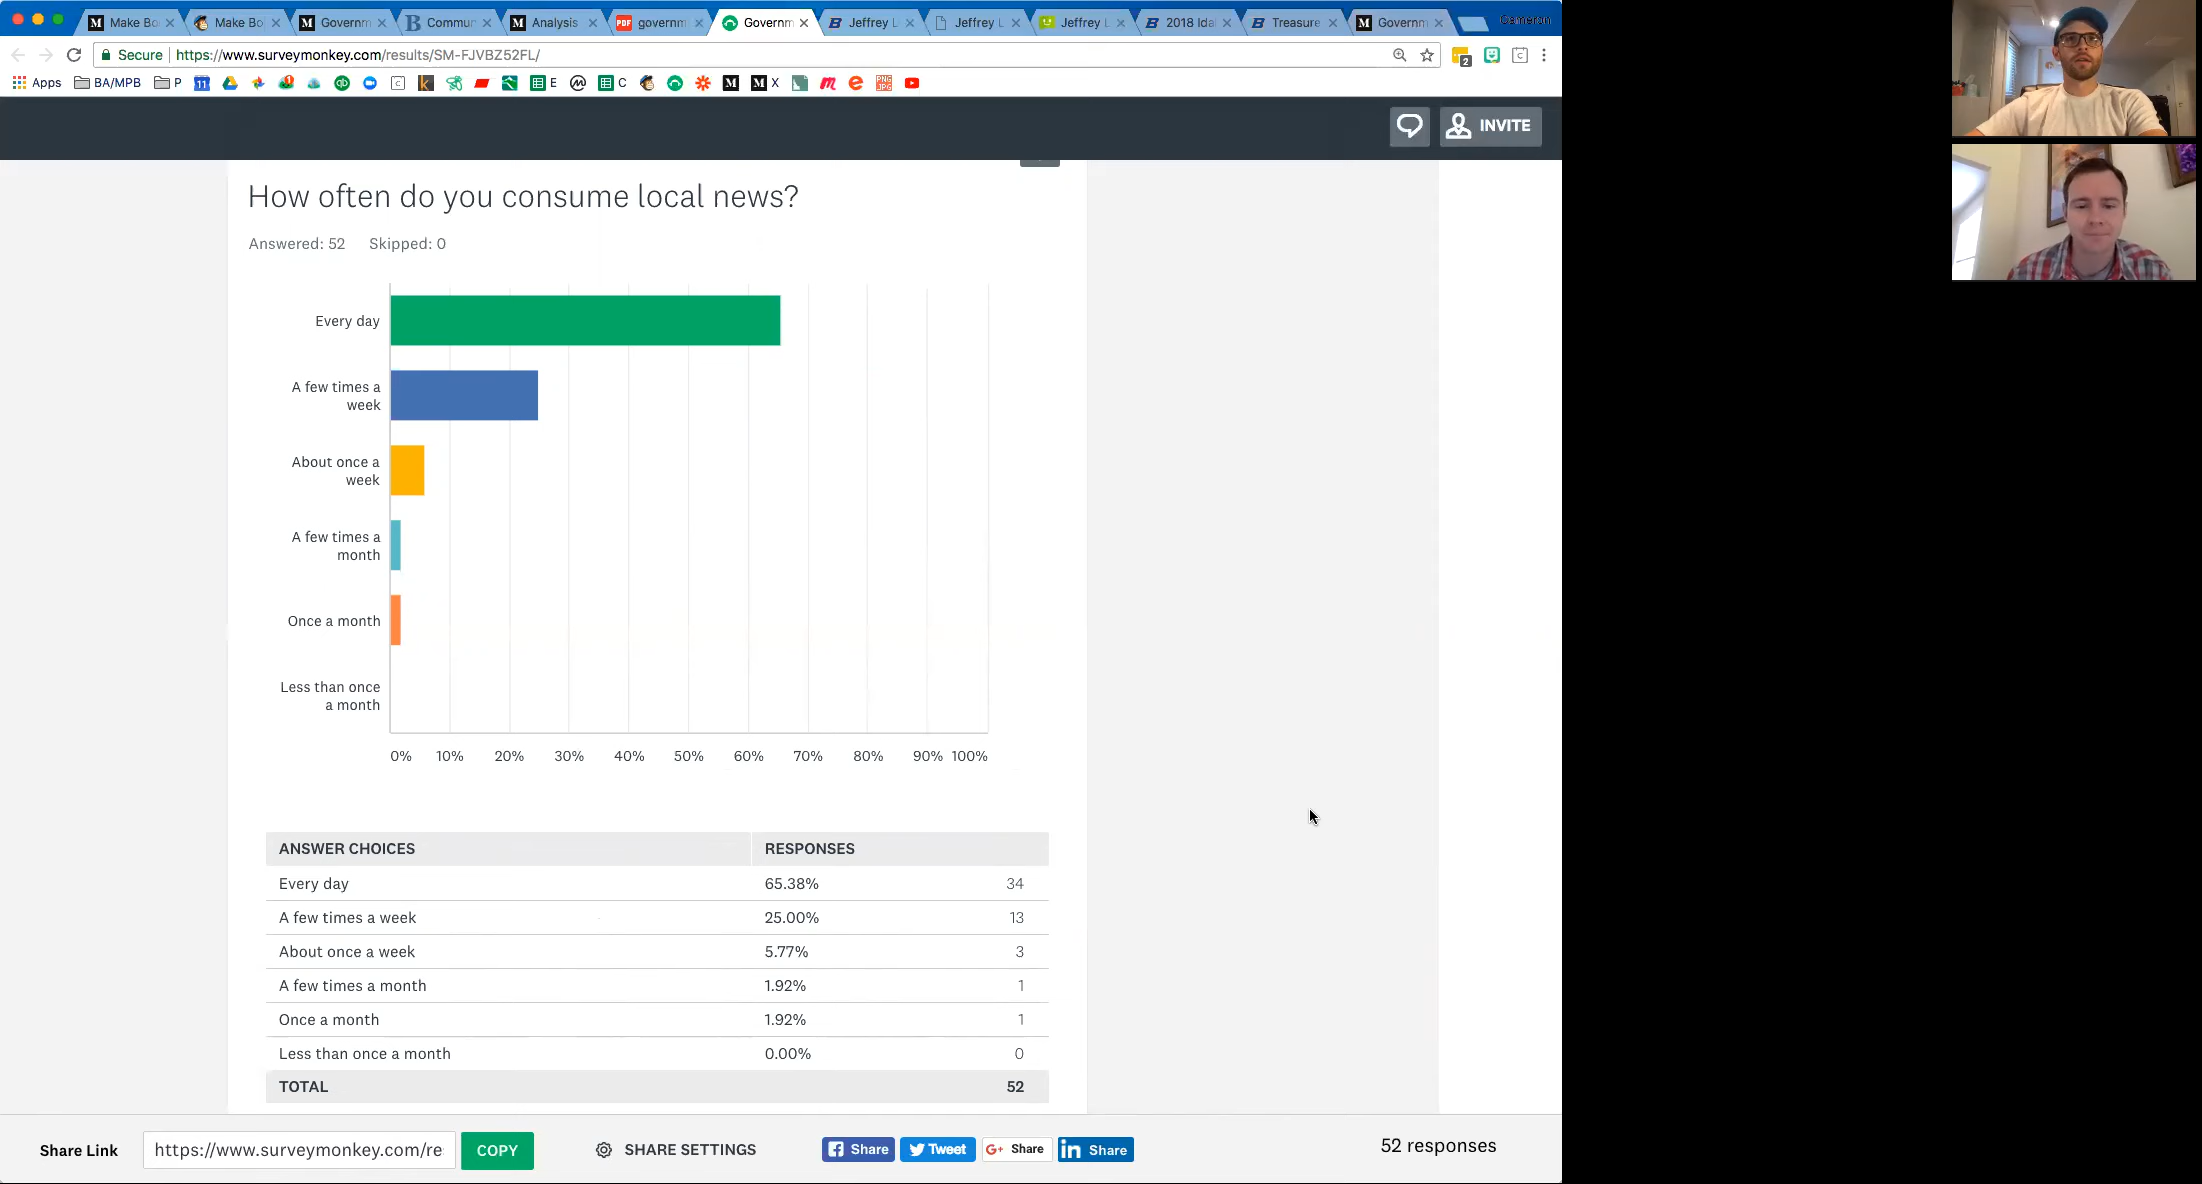 Make Bo
Make Bo
Governm
Commun
Analysis
PDF
governm
Governm
Jeffrey L
Jeffrey L
Jeffrey L
2018 Ida
Treasure
Governm
Cameron
Secure https://www.surveymonkey.com/results/SM-FJVBZ52FL/
2
Apps BA/MPB P 11 E C X
INVITE
How often do you consume local news?
Answered: 52 Skipped: 0
Every day
A few times a
week
About once a
week
A few times a
month
Once a month
Less than once
a month
0% 10% 20% 30% 40% 50% 60% 70% 80% 90% 100%
ANSWER CHOICES RESPONSES
Every day 65.38% 34
A few times a week 25.00% 13
About once a week 5.77% 3
A few times a month 1.92% 1
Once a month 1.92% 1
Less than once a month 0.00% 0
TOTAL 52
Share Link https://www.surveymonkey.com/re COPY SHARE SETTINGS Share Tweet G+ Share in Share 52 responses